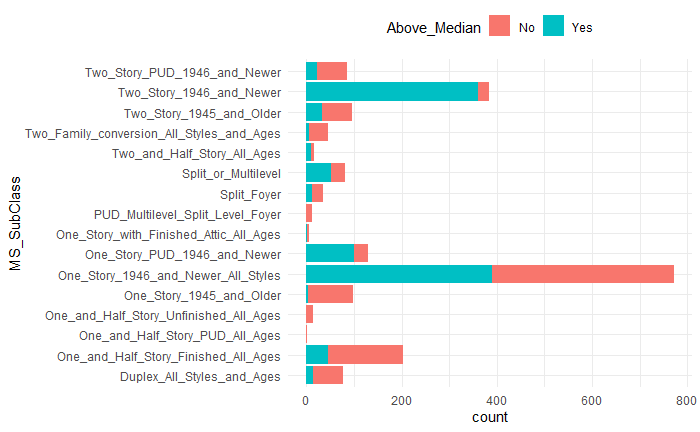 Above_Median No Yes
Two_Story_PUD_1946_and_Newer
Two_Story_1946_and_Newer
Two_Story_1945_and_Older
Two_Family_conversion_All_Styles_and_Ages
Two_and_Half_Story_All_Ages
Split_or_Multilevel
Split_Foyer
PUD_Multilevel_Split_Level_Foyer
One_Story_with_Finished_Attic_All_Ages
One_Story_PUD_1946_and_Newer
One_Story_1946_and_Newer_All_Styles
One_Story_1945_and_Older
One_and_Half_Story_Unfinished_All_Ages
One_and_Half_Story_PUD_All_Ages
One_and_Half_Story_Finished_All_Ages
Duplex_All_Styles_and_Ages
MS_SubClass
0 200 400 600 800
count